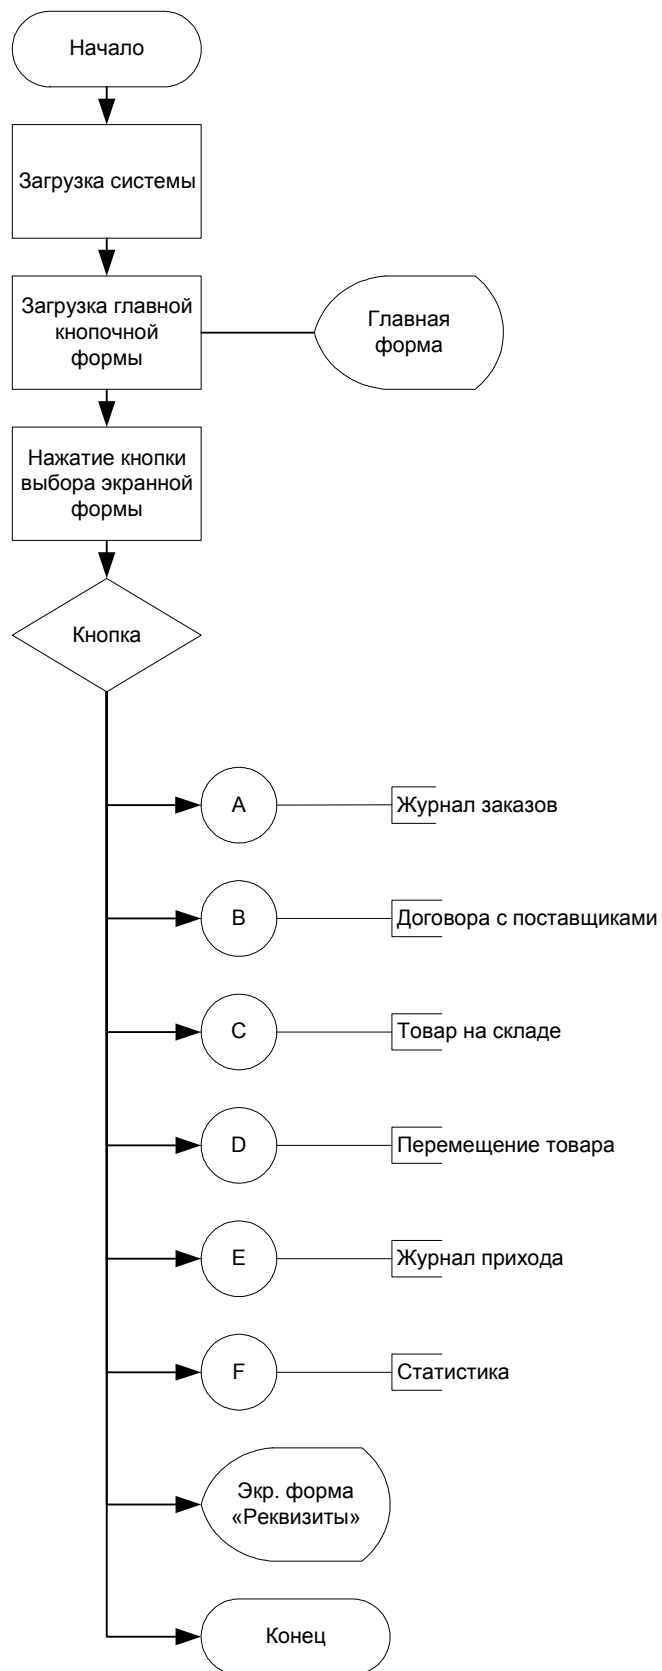 Начало
Загрузка системы
Загрузка главной
кнопочной
формы
Главная
форма
Нажатие кнопки
выбора экранной
формы
Кнопка
A
Журнал заказов
B
Договора с поставщиками
C
Товар на складе
D
Перемещение товара
E
Журнал прихода
F
Статистика
Экр. форма
«Реквизиты»
Конец